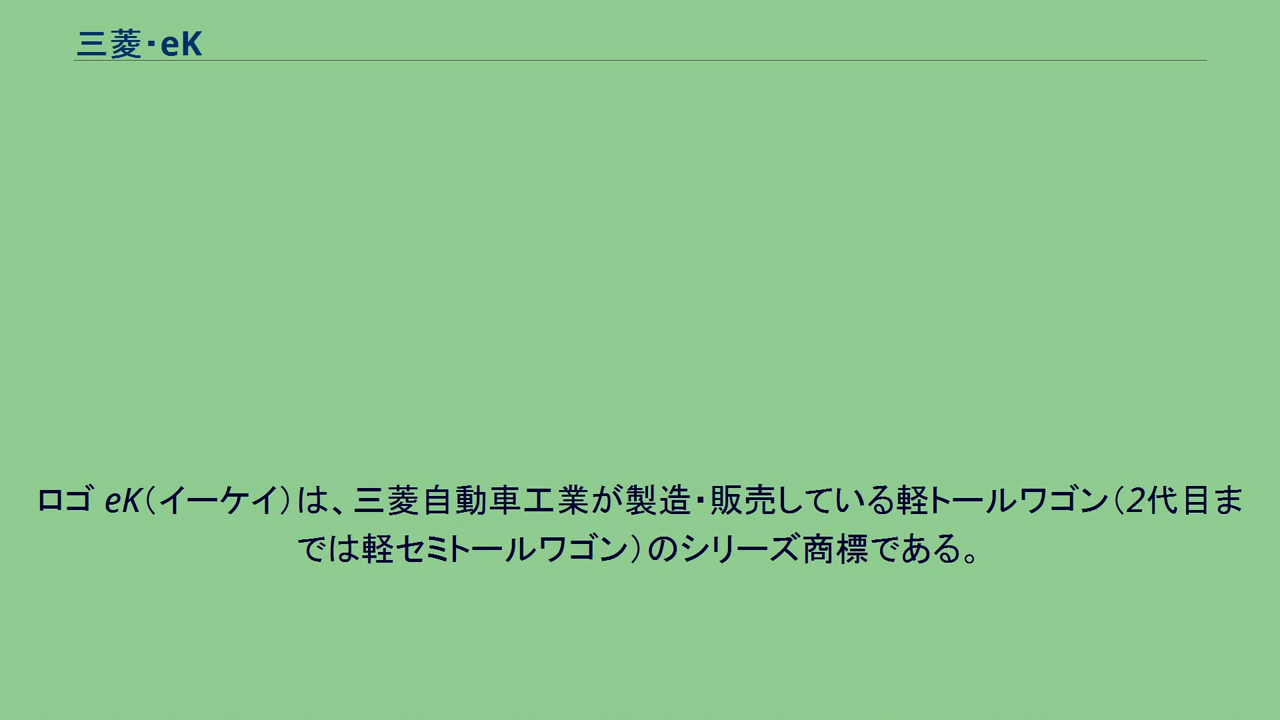 三菱・eK
ロゴ eK（イーケイ）は、三菱自動車工業が製造・販売している軽トールワゴン（2代目ま
では軽セミトールワゴン）のシリーズ商標である。